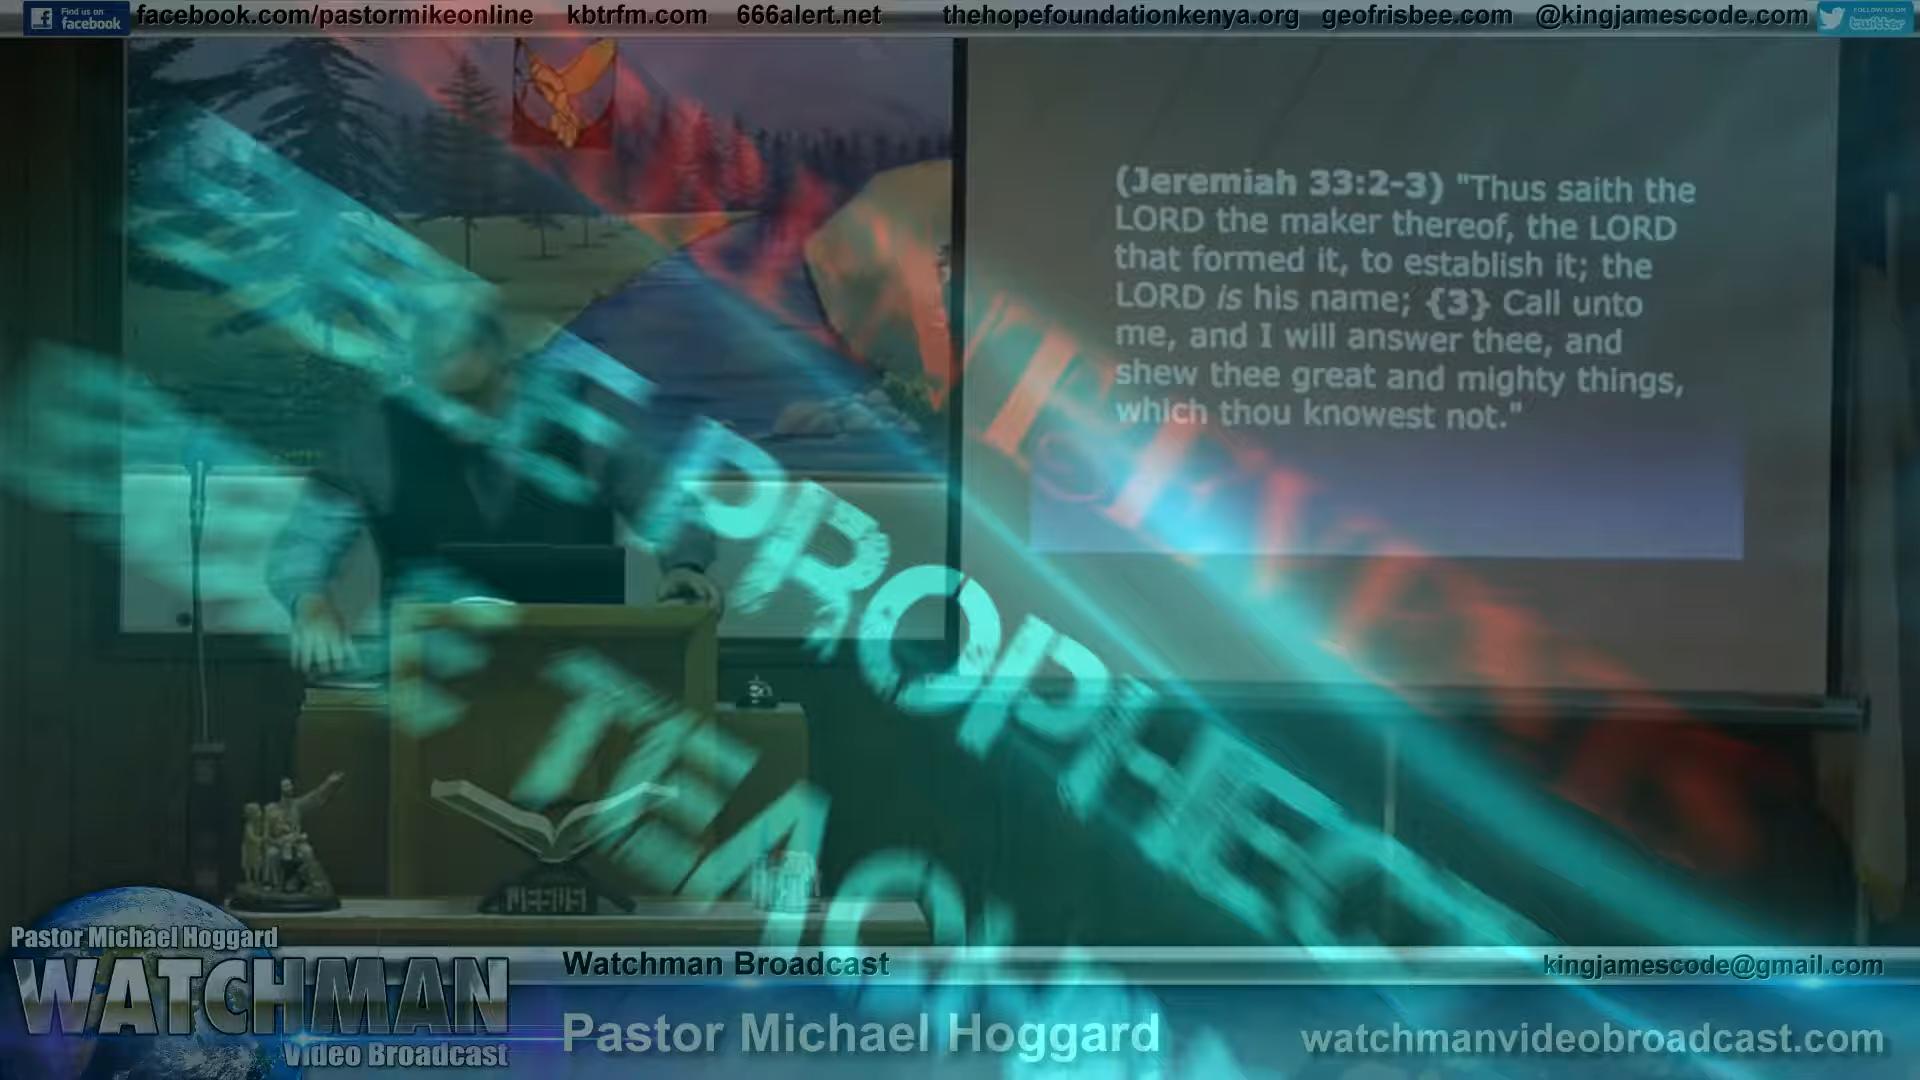 Find us on
facebook
facebook.com/pastormikeonline kbtrfm.com 666alert.net thehopefoundationkenya.org geofrisbee.com @kingjamescode.com
FOLLOW US ON
twitter
(Jeremiah 33:2-3) "Thus saith the
LORD the maker thereof, the LORD
that formed it, to establish it; the
LORD is his name; {3} Call unto
me, and I will answer thee, and
shew thee great and mighty things,
which thou knowest not."
Pastor Michael Hoggard
WATCHMAN
Video Broadcast
Watchman Broadcast
kingjamescode@gmail.com
Pastor Michael Hoggard
watchmanvideobroadcast.com